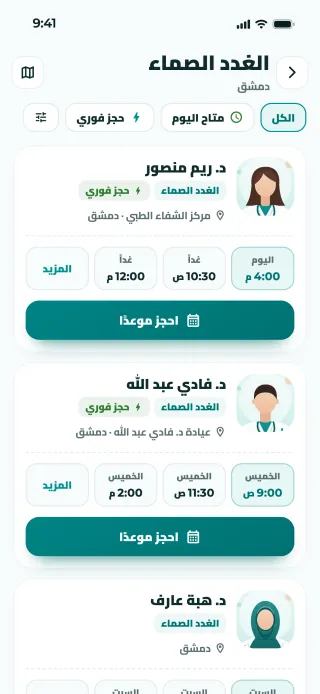 9:41
الغدد الصماء
دمشق
الكل
متاح اليوم
حجز فوري
د. ريم منصور
الغدد الصماء
حجز فوري
مركز الشفاء الطبي · دمشق
اليوم
4:00 م
غداً
10:30 ص
غداً
12:00 م
المزيد
احجز موعدًا
د. فادي عبد الله
الغدد الصماء
حجز فوري
عيادة د. فادي عبد الله · دمشق
الخميس
9:00 ص
الخميس
11:30 ص
الخميس
2:00 م
المزيد
احجز موعدًا
د. هبة عارف
الغدد الصماء
دمشق
السبت
السبت
السبت